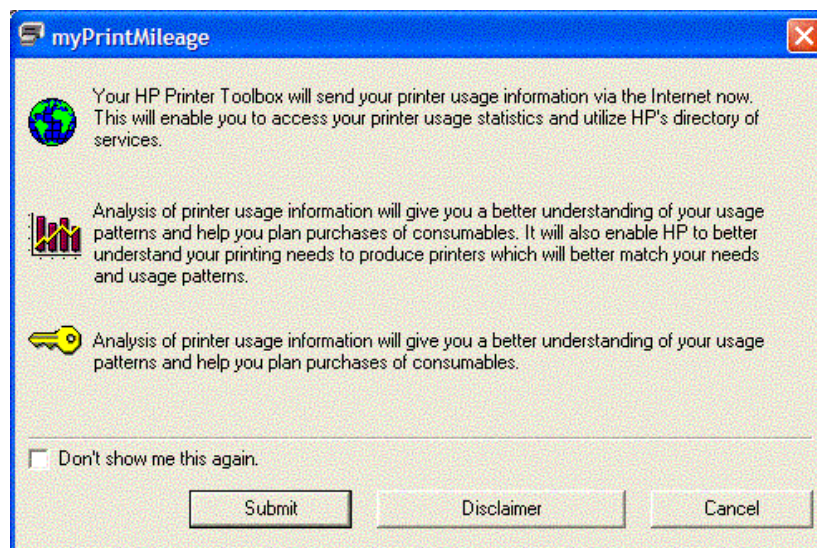 myPrintMileage
Your HP Printer Toolbox will send your printer usage information via the Internet now.
This will enable you to access your printer usage statistics and utilize HP's directory of
services.
Analysis of printer usage information will give you a better understanding of your usage
patterns and help you plan purchases of consumables. It will also enable HP to better
understand your printing needs to produce printers which will better match your needs
and usage patterns.
Analysis of printer usage information will give you a better understanding of your usage
patterns and help you plan purchases of consumables.
Don't show me this again.
Submit Disclaimer Cancel